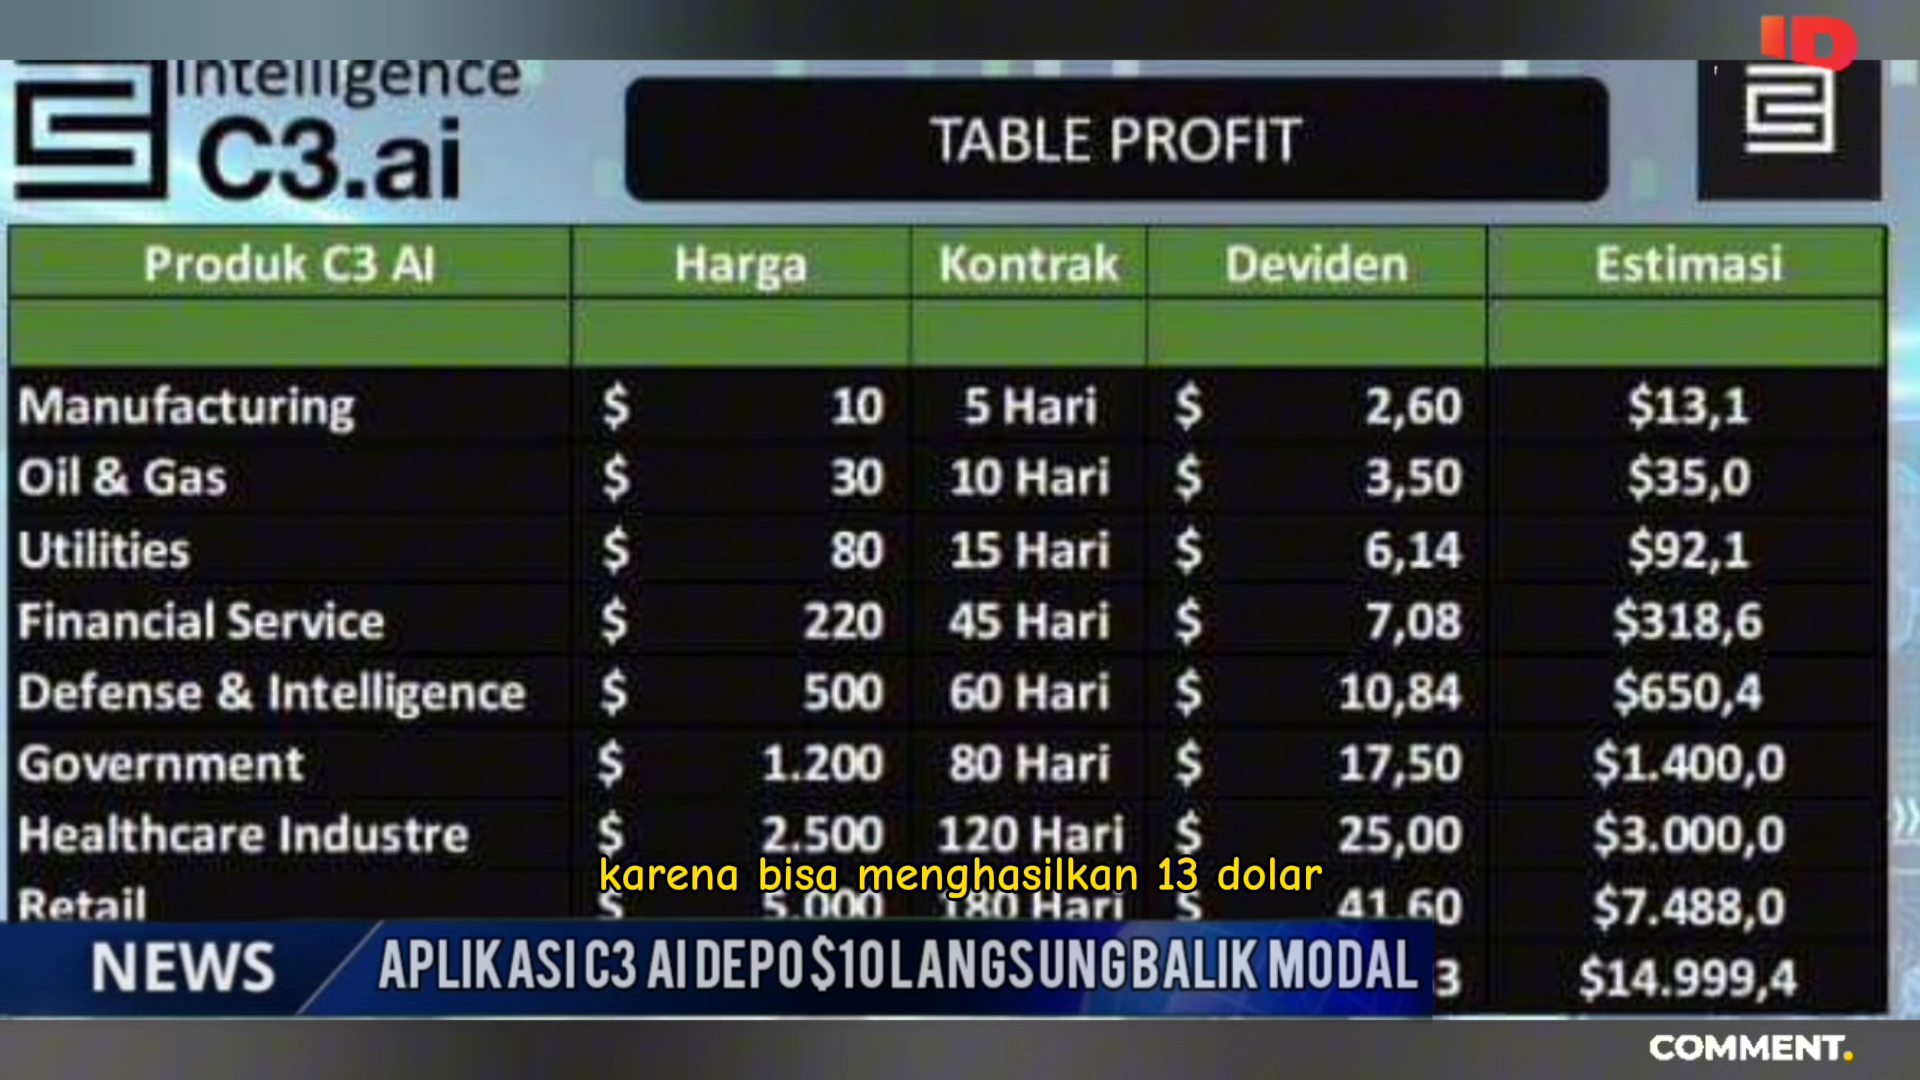 Intelligence
C3.ai
TABLE PROFIT
ID
Produk C3 AI Harga Kontrak Deviden Estimasi
Manufacturing $ 10 5 Hari $ 2,60 $13,1
Oil & Gas $ 30 10 Hari $ 3,50 $35,0
Utilities $ 80 15 Hari $ 6,14 $92,1
Financial Service $ 220 45 Hari $ 7,08 $318,6
Defense & Intelligence $ 500 60 Hari $ 10,84 $650,4
Government $ 1.200 80 Hari $ 17,50 $1.400,0
Healthcare Industre $ 2.500 120 Hari $ 25,00 $3.000,0
karena bisa menghasilkan 13 dolar
Retail $ 5.000 180 Hari $ 41,60 $7.488,0
NEWS APLIKASI C3 AI DEPO $10 LANGSUNG BALIK MODAL
3 $14.999,4
COMMENT.